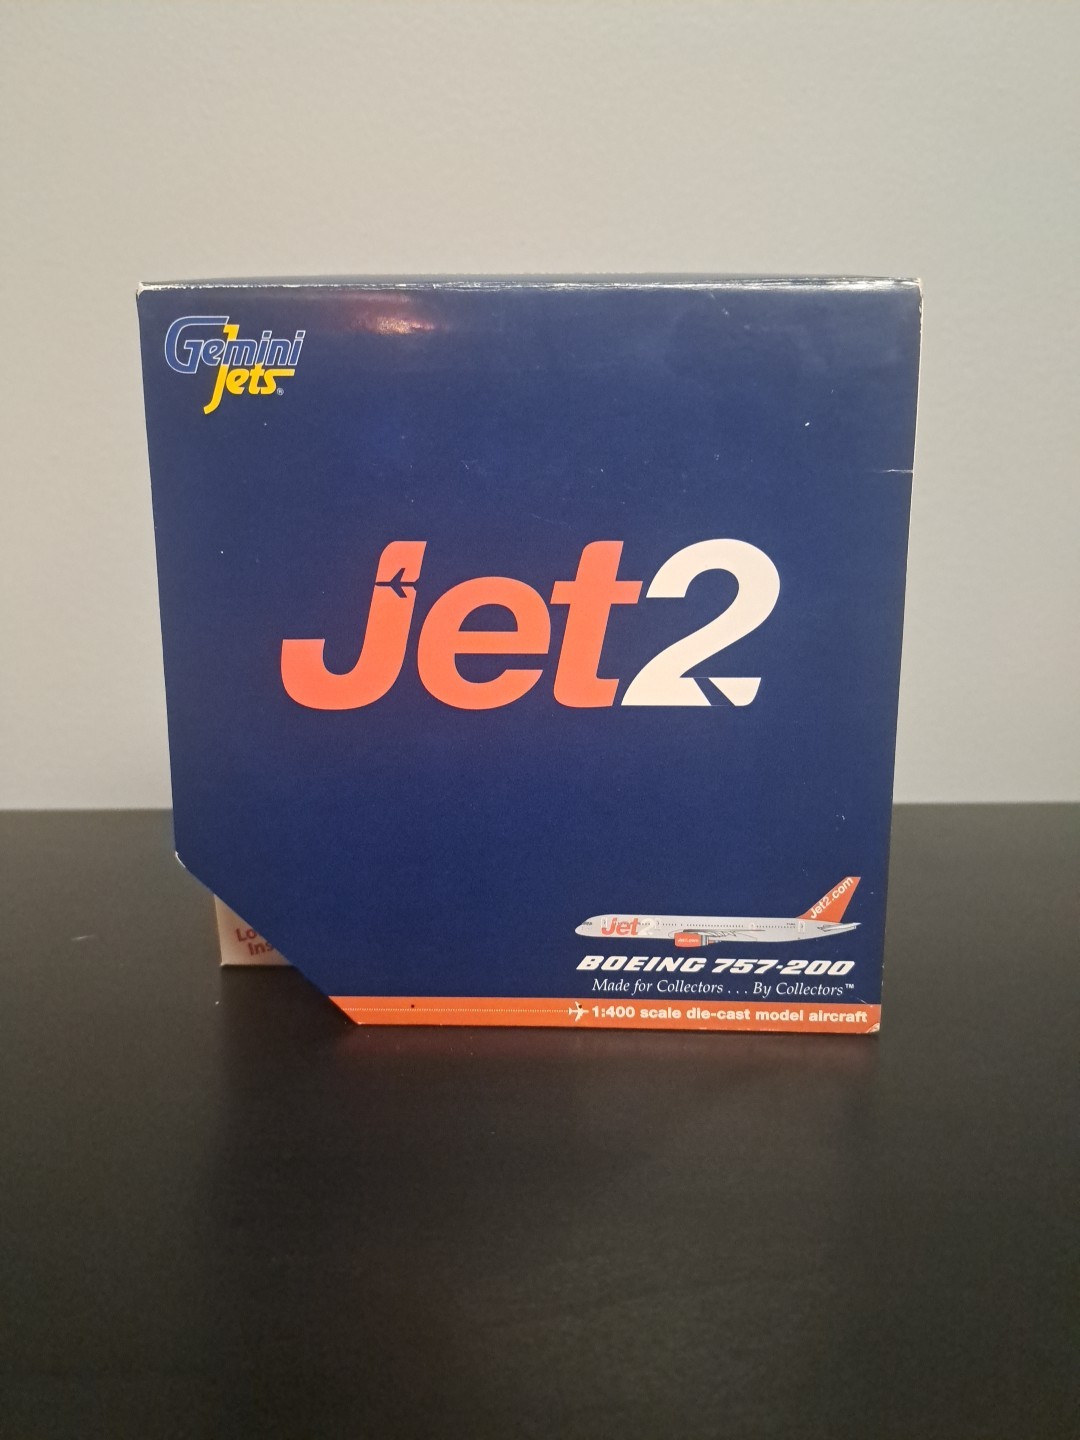 Gemini
Jets®
Jet2
Jet2.com
Jet2
BOEING 757-200
Made for Collectors . . . By Collectors™
1:400 scale die-cast model aircraft